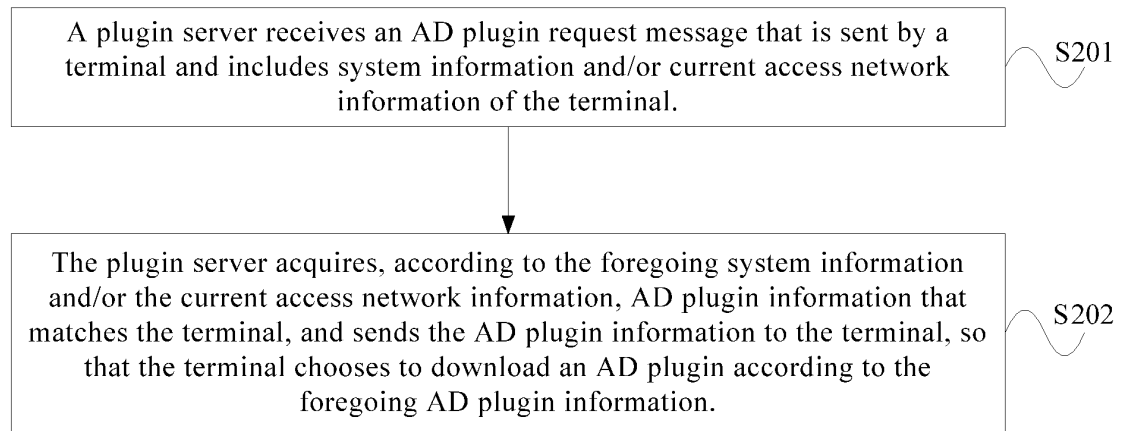 A plugin server receives an AD plugin request message that is sent by a
terminal and includes system information and/or current access network
information of the terminal.
S201
The plugin server acquires, according to the foregoing system information
and/or the current access network information, AD plugin information that
matches the terminal, and sends the AD plugin information to the terminal, so
that the terminal chooses to download an AD plugin according to the
foregoing AD plugin information.
S202